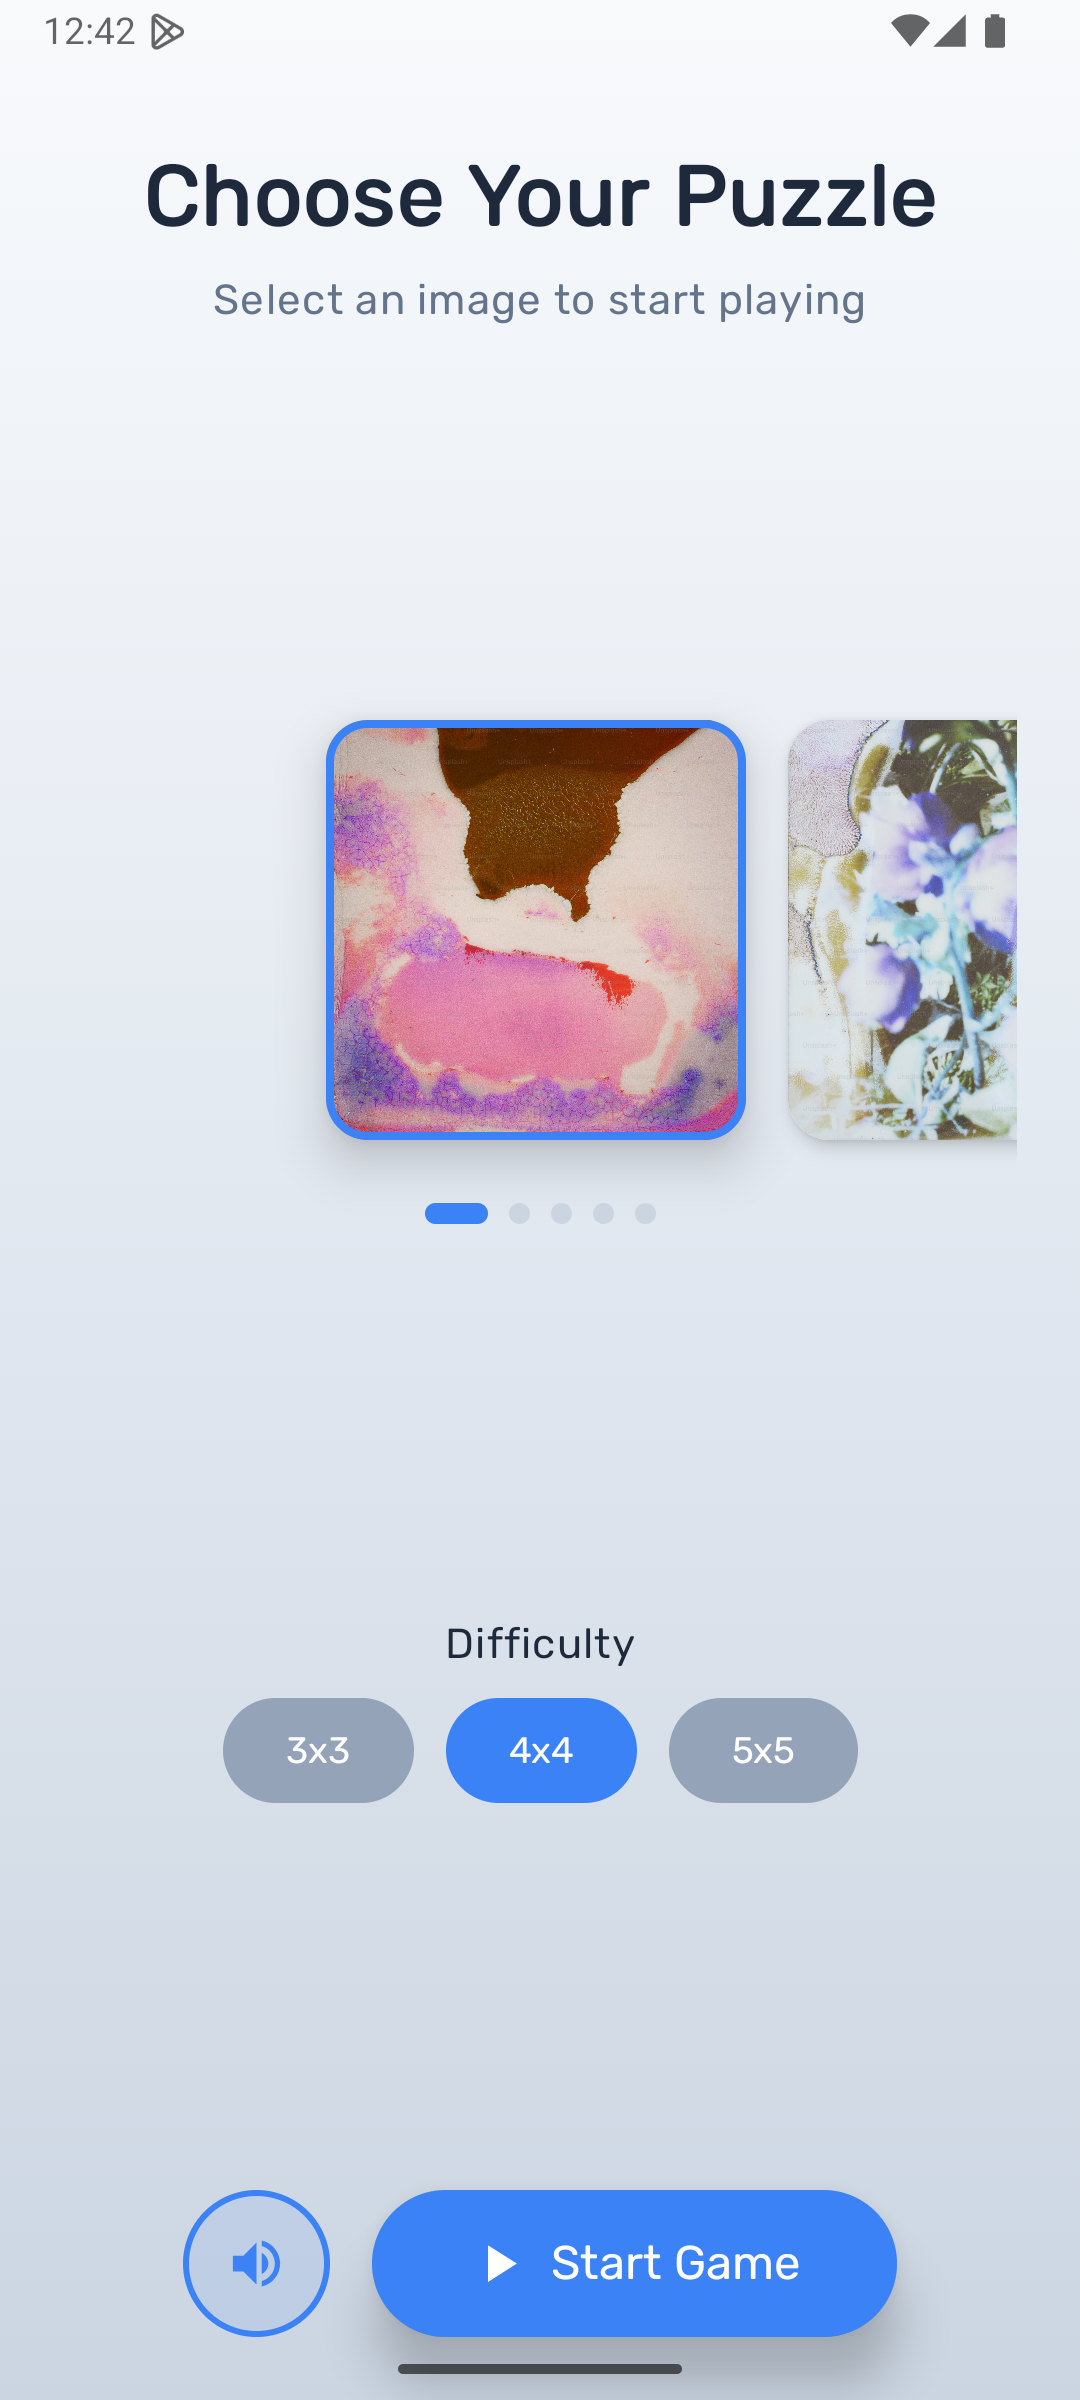 12:42
Choose Your Puzzle
Select an image to start playing
Difficulty
3x3
4x4
5x5
Start Game